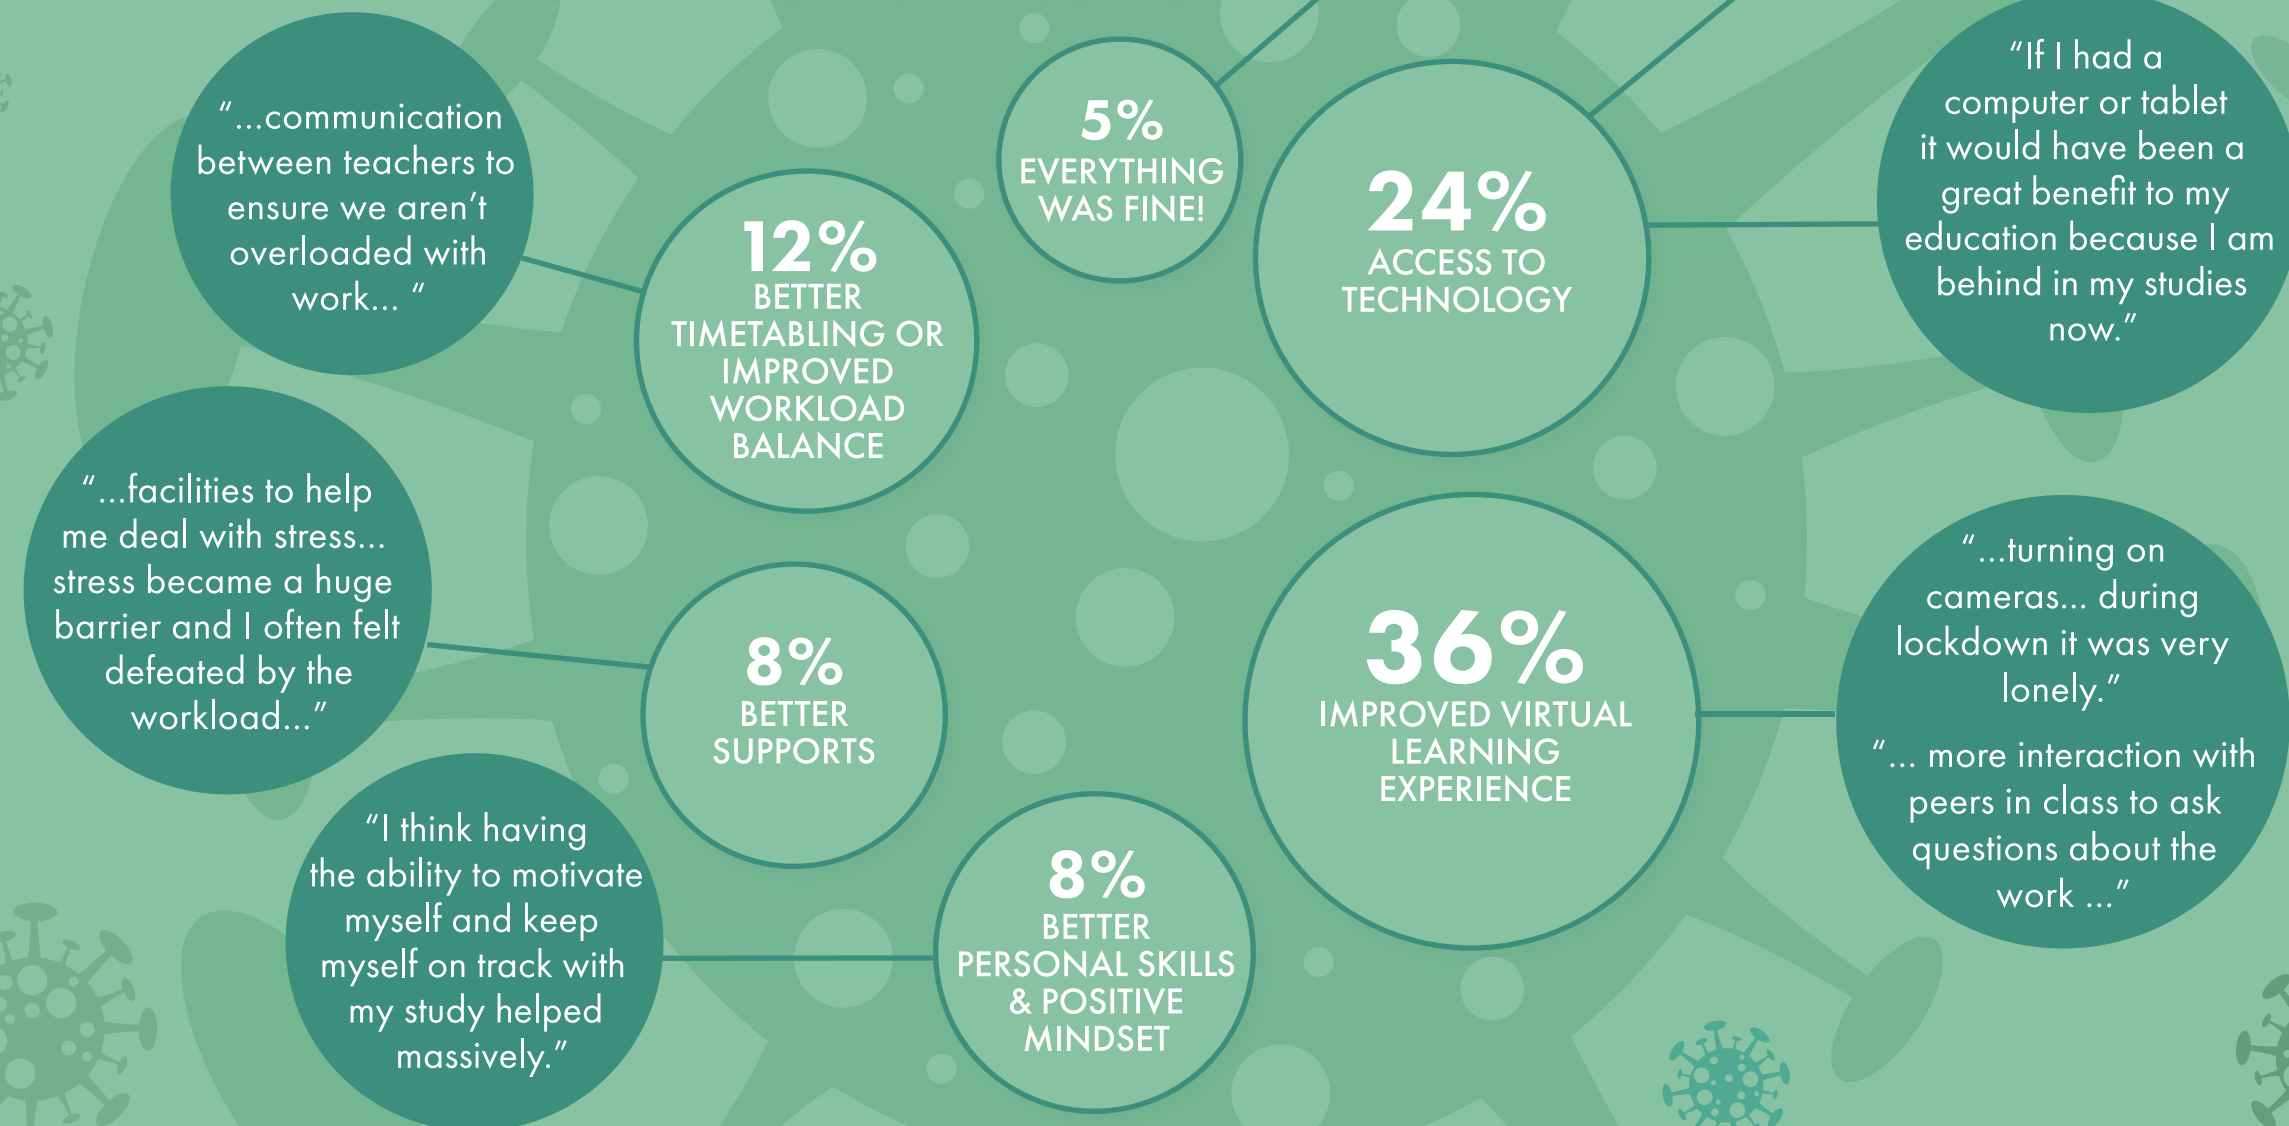 “...communication
between teachers to
ensure we aren’t
overloaded with
work... “
12%
BETTER
TIMETABLING OR
IMPROVED
WORKLOAD
BALANCE
5%
EVERYTHING
WAS FINE!
24%
ACCESS TO
TECHNOLOGY
“If I had a
computer or tablet
it would have been a
great benefit to my
education because I am
behind in my studies
now.”
“...facilities to help
me deal with stress...
stress became a huge
barrier and I often felt
defeated by the
workload...”
8%
BETTER
SUPPORTS
36%
IMPROVED VIRTUAL
LEARNING
EXPERIENCE
“...turning on
cameras... during
lockdown it was very
lonely.”
“... more interaction with
peers in class to ask
questions about the
work ...”
“I think having
the ability to motivate
myself and keep
myself on track with
my study helped
massively.”
8%
BETTER
PERSONAL SKILLS
& POSITIVE
MINDSET